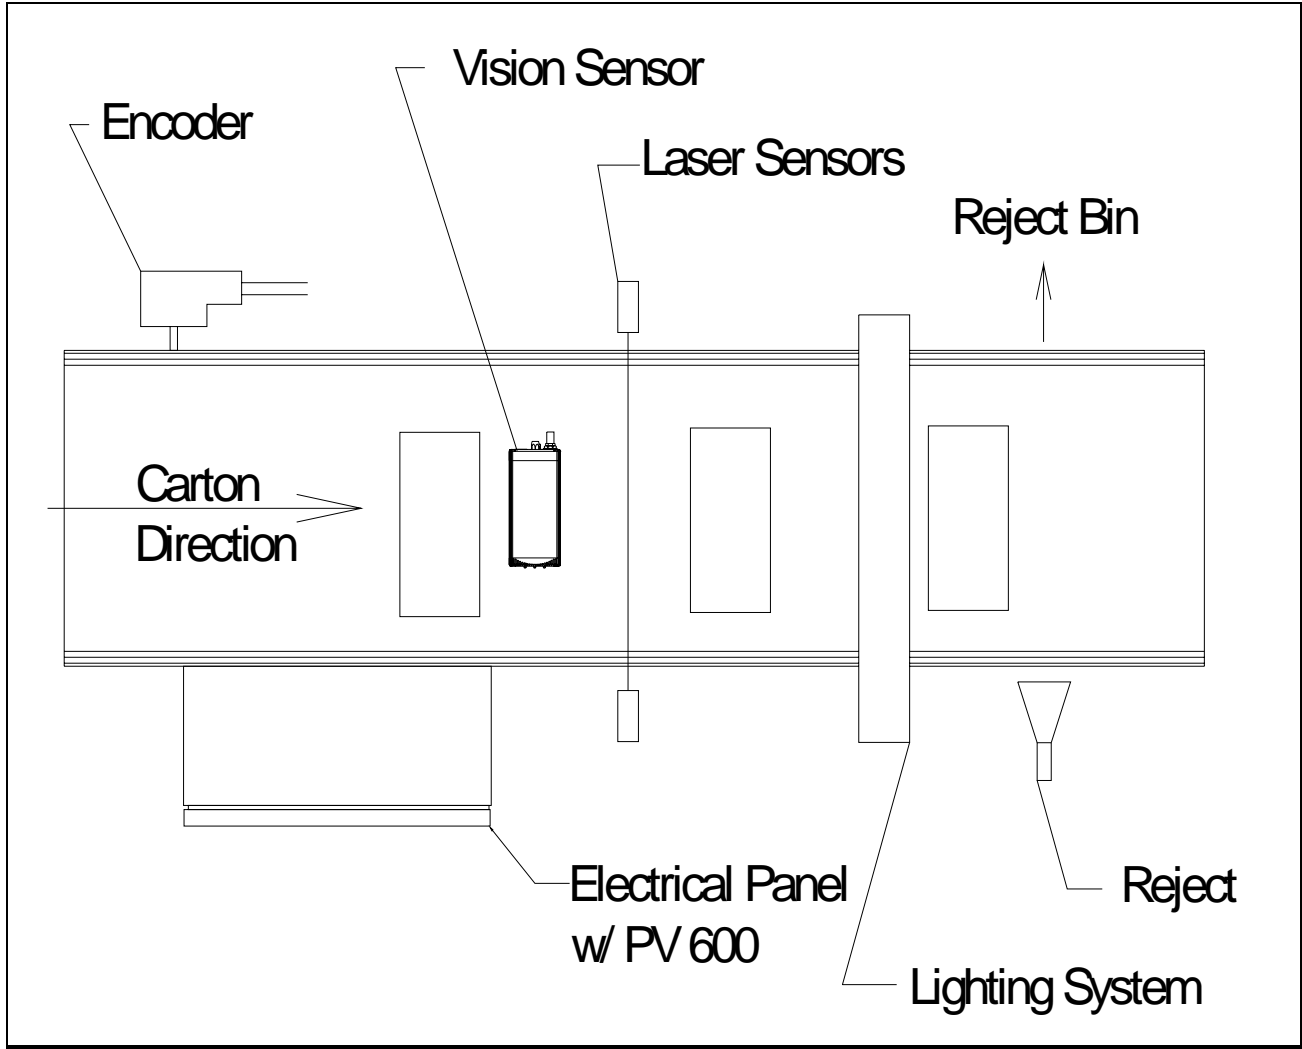 Vision Sensor
Encoder
Laser Sensors
Reject Bin
Carton
Direction
Electrical Panel
w/ PV 600
Reject
Lighting System